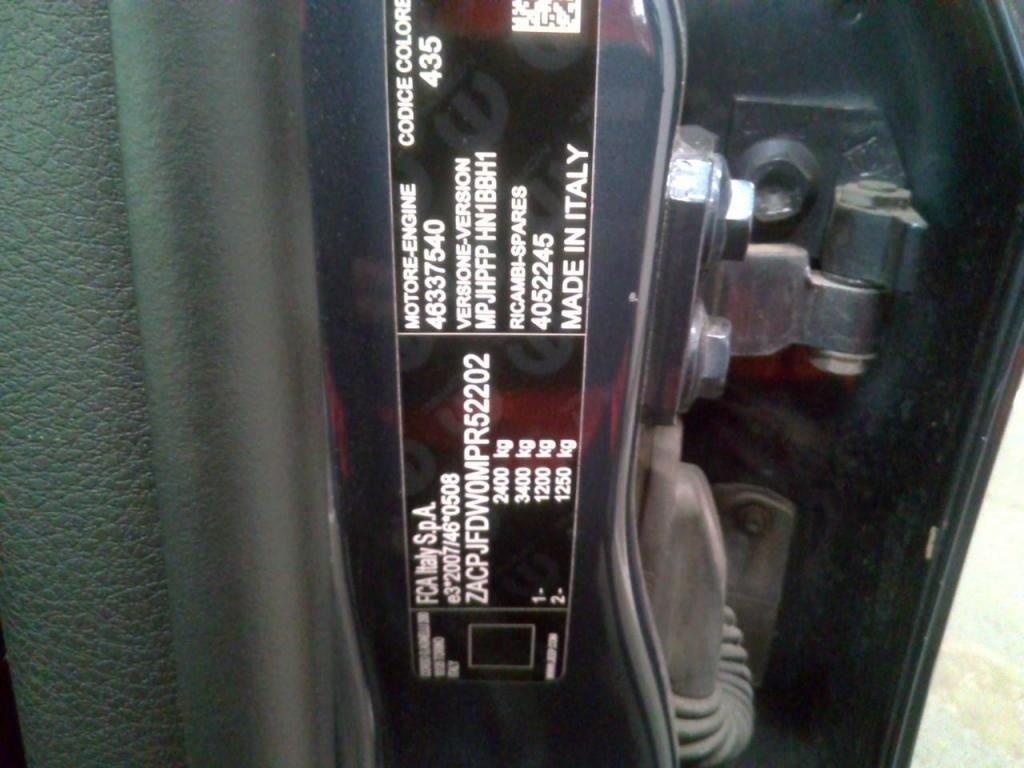 FCA Italy S.p.A.
e3*2007/46*0508
ZACPJFDW0MPR52202
2400 kg
3400 kg
1- 1200 kg
2- 1250 kg
MOTORE-ENGINE
46337540
CODICE COLORE
435
VERSIONE-VERSION
MPJHPFP HN1BBH1
RICAMBI-SPARES
4052245
MADE IN ITALY